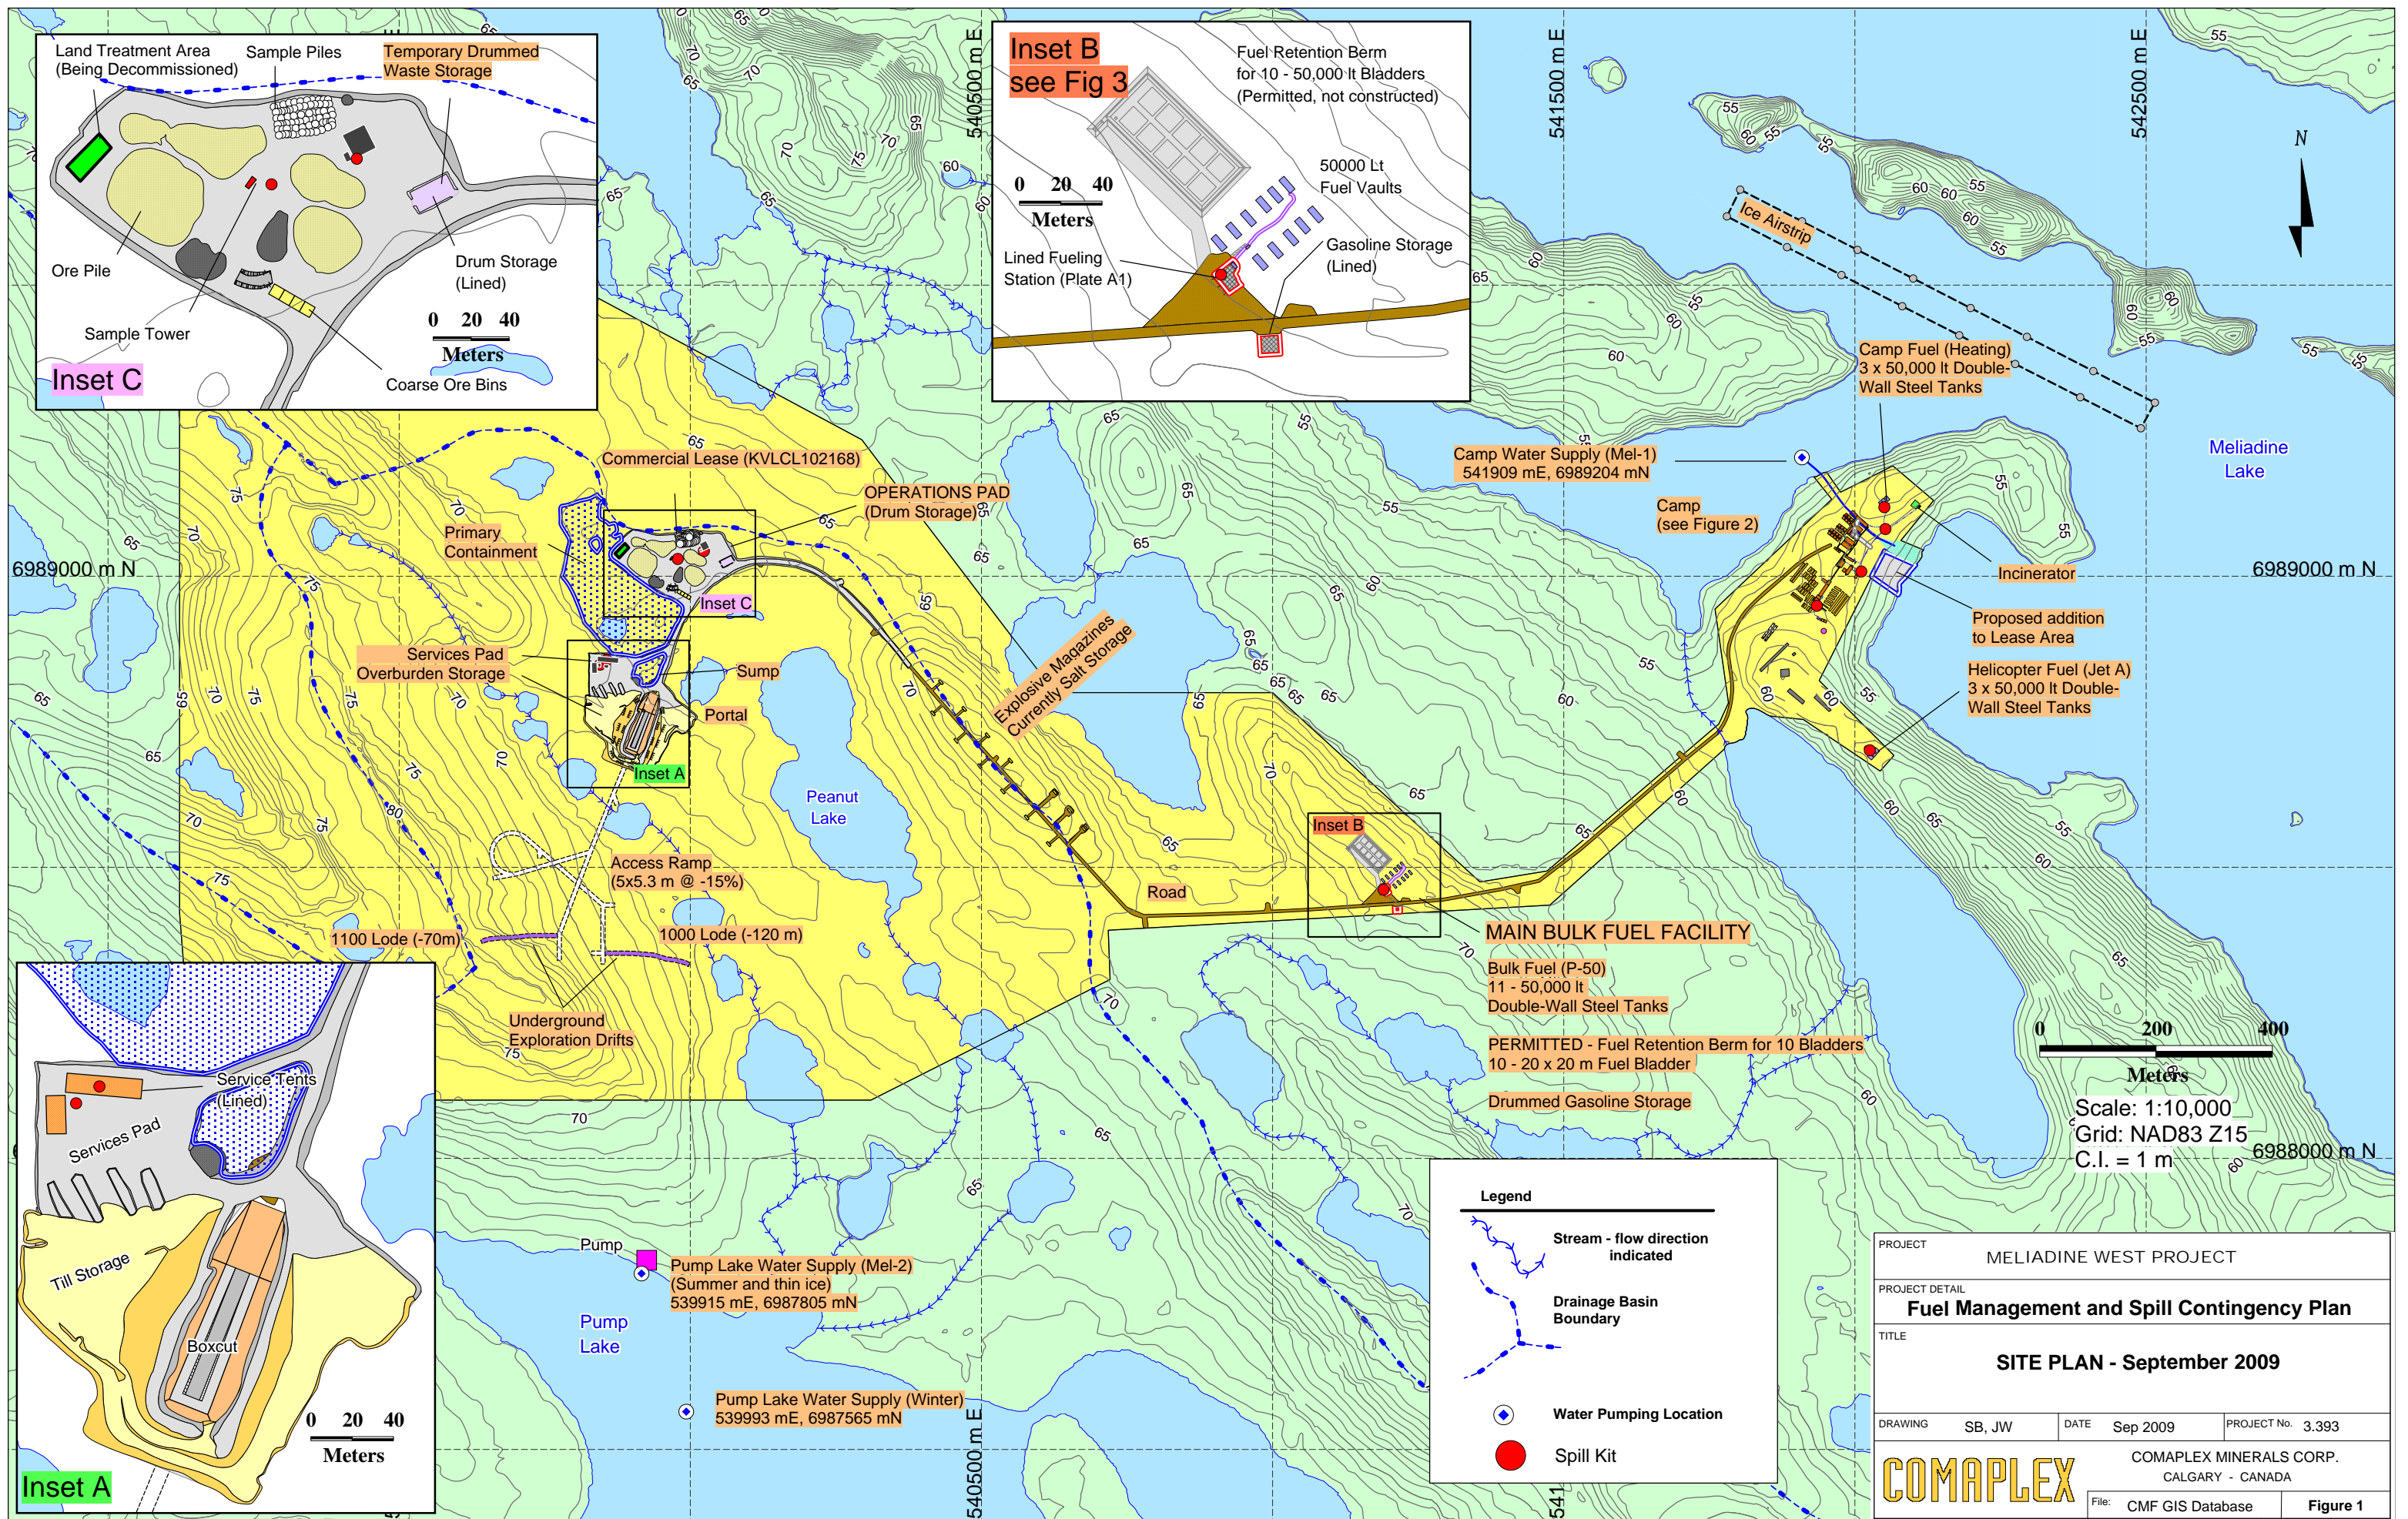 Land Treatment Area
(Being Decommissioned)
Sample Piles
Temporary Drummed
Waste Storage
Ore Pile
Sample Tower
Drum Storage
(Lined)
Coarse Ore Bins
0 20 40
Meters
Inset C
Inset B
see Fig 3
Fuel Retention Berm
for 10 - 50,000 lt Bladders
(Permitted, not constructed)
50000 Lt
Fuel Vaults
0 20 40
Meters
Lined Fueling
Station (Plate A1)
Gasoline Storage
(Lined)
540500 m E
541500 m E
542500 m E
N
Ice Airstrip
Camp Fuel (Heating)
3 x 50,000 lt Double-
Wall Steel Tanks
Meliadine
Lake
Camp Water Supply (Mel-1)
541909 mE, 6989204 mN
Camp
(see Figure 2)
Incinerator
Proposed addition
to Lease Area
Helicopter Fuel (Jet A)
3 x 50,000 lt Double-
Wall Steel Tanks
6989000 m N
6989000 m N
Commercial Lease (KVLCL102168)
OPERATIONS PAD
(Drum Storage)
Primary
Containment
Inset C
Services Pad
Overburden Storage
Sump
Portal
Inset A
Explosive Magazines
Currently Salt Storage
Peanut
Lake
Access Ramp
(5x5.3 m @ -15%)
1100 Lode (-70m)
1000 Lode (-120 m)
Underground
Exploration Drifts
Road
Inset B
MAIN BULK FUEL FACILITY
Bulk Fuel (P-50)
11 - 50,000 lt
Double-Wall Steel Tanks
PERMITTED - Fuel Retention Berm for 10 Bladders
10 - 20 x 20 m Fuel Bladder
Drummed Gasoline Storage
0 200 400
Meters
Scale: 1:10,000
Grid: NAD83 Z15
C.I. = 1 m
6988000 m N
Service Tents
(Lined)
Services Pad
Till Storage
Boxcut
0 20 40
Meters
Inset A
Pump
Pump Lake Water Supply (Mel-2)
(Summer and thin ice)
539915 mE, 6987805 mN
Pump
Lake
Pump Lake Water Supply (Winter)
539993 mE, 6987565 mN
540500 m E
541
Legend
Stream - flow direction
indicated
Drainage Basin
Boundary
Water Pumping Location
Spill Kit
PROJECT
MELIADINE WEST PROJECT
PROJECT DETAIL
Fuel Management and Spill Contingency Plan
TITLE
SITE PLAN - September 2009
DRAWING SB, JW DATE Sep 2009 PROJECT No. 3.393
COMAPLEX
COMAPLEX MINERALS CORP.
CALGARY - CANADA
File: CMF GIS Database Figure 1